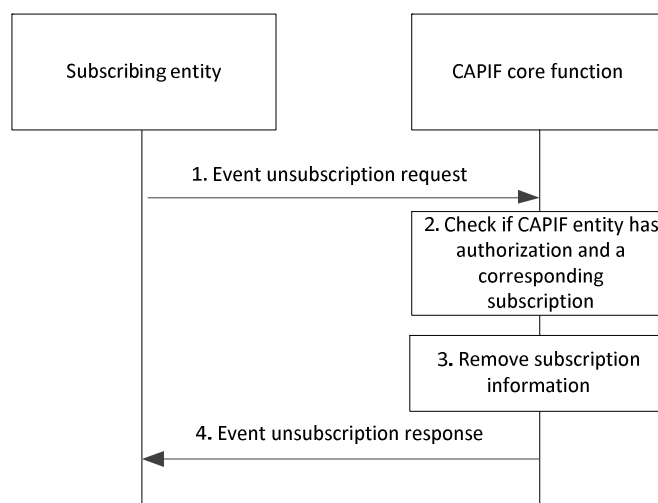 Subscribing entity
CAPIF core function
1. Event unsubscription request
2. Check if CAPIF entity has
authorization and a
corresponding
subscription
3. Remove subscription
information
4. Event unsubscription response